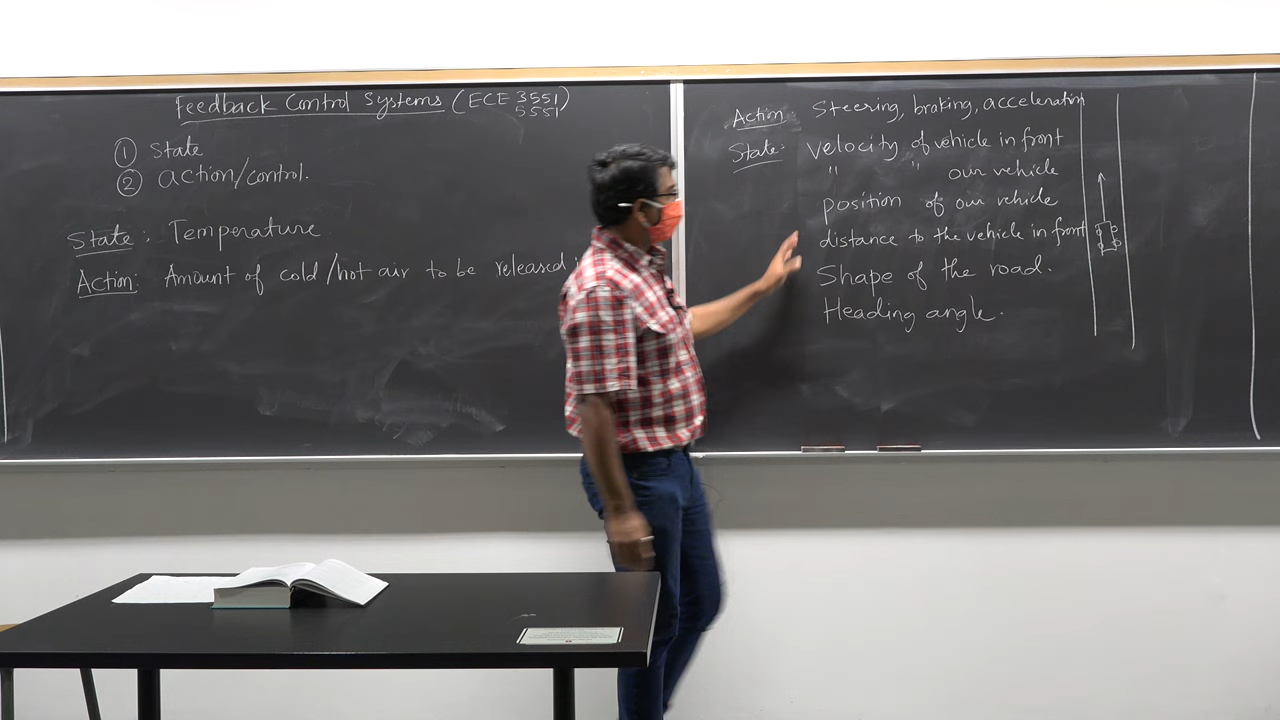 Feedback Control Systems (ECE 3551)
5551
① State
② action/control.
State: Temperature
Action: Amount of cold/hot air to be released
Action: Steering, braking, acceleration
State: Velocity of vehicle in front
" " our vehicle
position of our vehicle
distance to the vehicle in front
Shape of the road.
Heading angle.